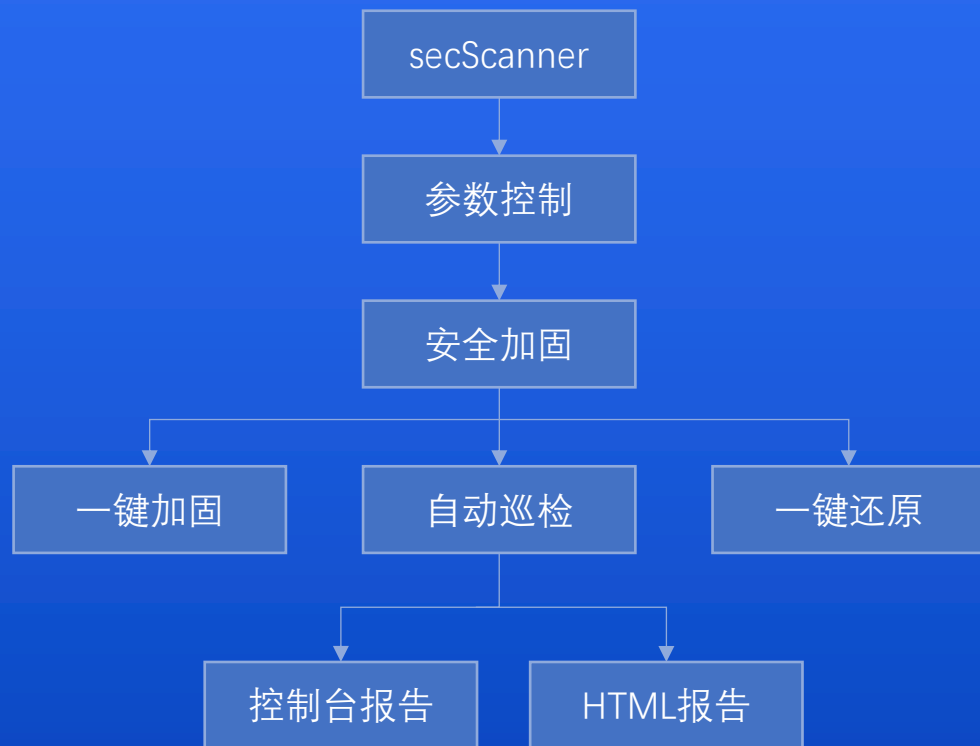 secScanner
参数控制
安全加固
一键加固
自动巡检
一键还原
控制台报告
HTML报告